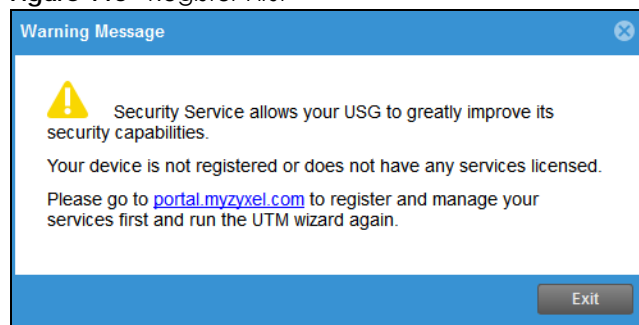 Warning Message
Security Service allows your USG to greatly improve its
security capabilities.
Your device is not registered or does not have any services licensed.
Please go to portal.myzyxel.com to register and manage your
services first and run the UTM wizard again.
Exit